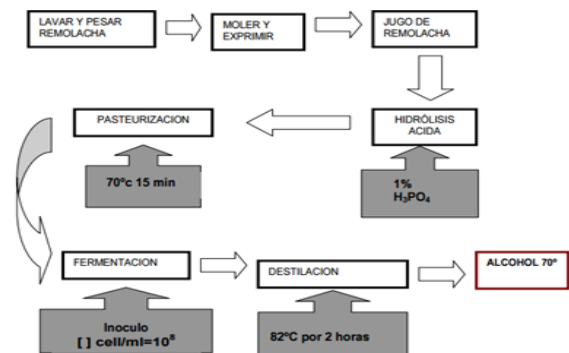 LAVAR Y PESAR
REMOLACHA
MOLER Y
EXPRIMIR
JUGO DE
REMOLACHA
PASTEURIZACION
HIDRÓLISIS
ACIDA
70ºc 15 min
1%
H₃PO₄
FERMENTACION
DESTILACION
ALCOHOL 70º
Inoculo
[ ] cell/ml=10⁸
82ºC por 2 horas